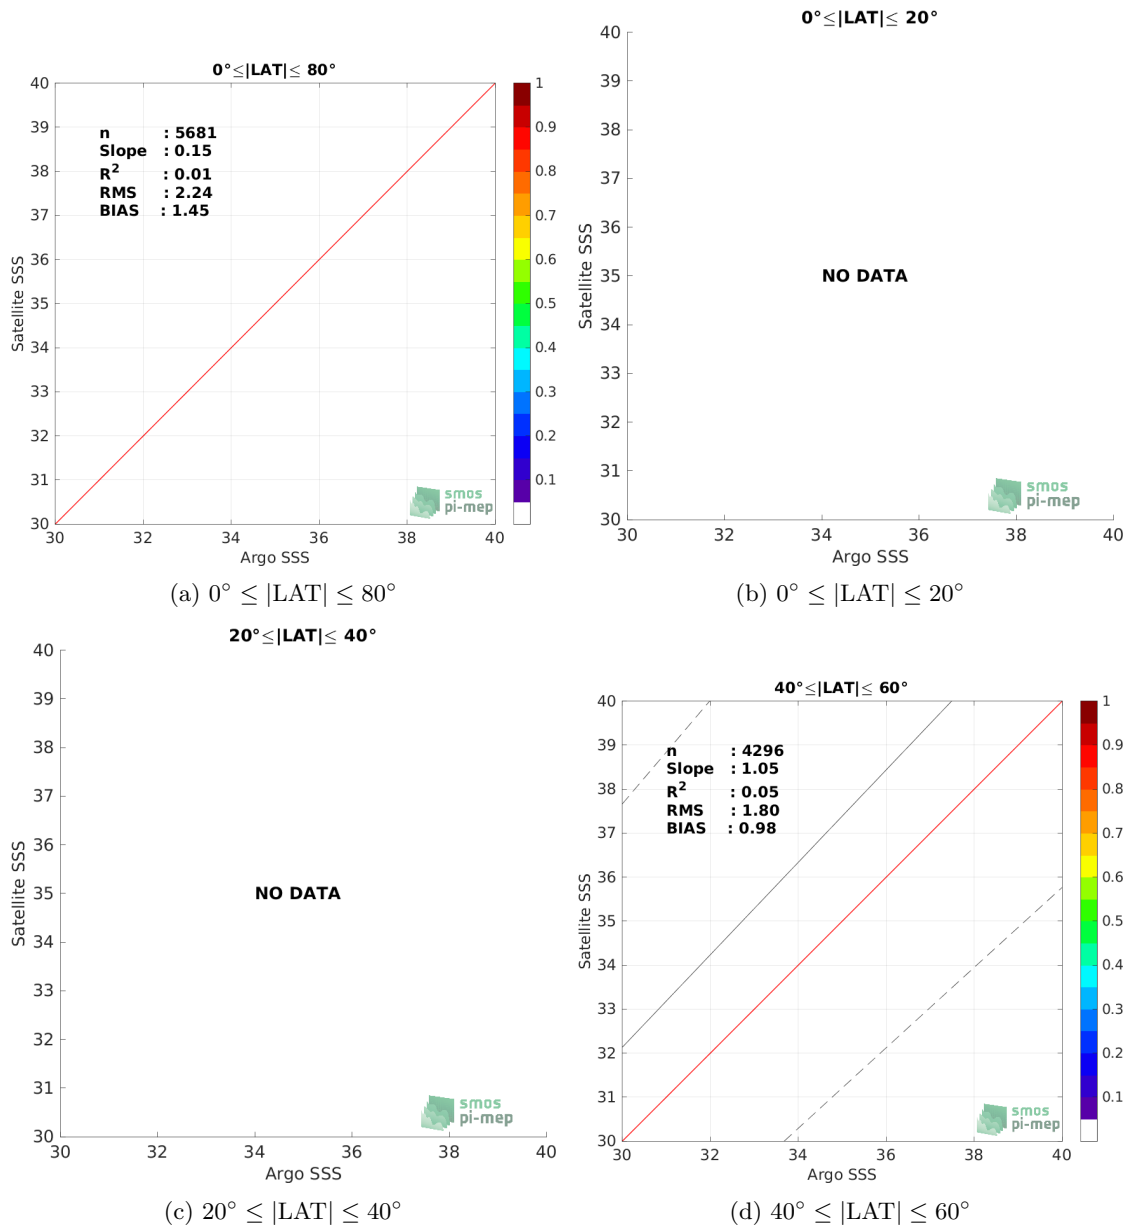 0°≤|LAT|≤ 80°
n : 5681
Slope : 0.15
R² : 0.01
RMS : 2.24
BIAS : 1.45
Satellite SSS
40
39
38
37
36
35
34
33
32
31
30
30 32 34 36 38 40
Argo SSS
1
0.9
0.8
0.7
0.6
0.5
0.4
0.3
0.2
0.1
smos
pi-mep
(a) 0° ≤ |LAT| ≤ 80°
0°≤|LAT|≤ 20°
Satellite SSS
40
39
38
37
36
35
34
33
32
31
30
NO DATA
30 32 34 36 38 40
Argo SSS
smos
pi-mep
(b) 0° ≤ |LAT| ≤ 20°
20°≤|LAT|≤ 40°
Satellite SSS
40
39
38
37
36
35
34
33
32
31
30
NO DATA
30 32 34 36 38 40
Argo SSS
smos
pi-mep
(c) 20° ≤ |LAT| ≤ 40°
40°≤|LAT|≤ 60°
n : 4296
Slope : 1.05
R² : 0.05
RMS : 1.80
BIAS : 0.98
Satellite SSS
40
39
38
37
36
35
34
33
32
31
30
30 32 34 36 38 40
Argo SSS
1
0.9
0.8
0.7
0.6
0.5
0.4
0.3
0.2
0.1
smos
pi-mep
(d) 40° ≤ |LAT| ≤ 60°